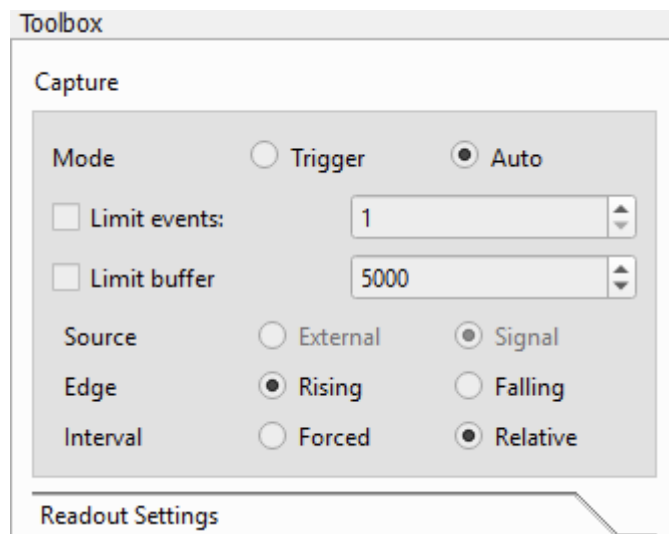 Toolbox
Capture
Mode Trigger Auto
Limit events: 1
Limit buffer 5000
Source External Signal
Edge Rising Falling
Interval Forced Relative
Readout Settings